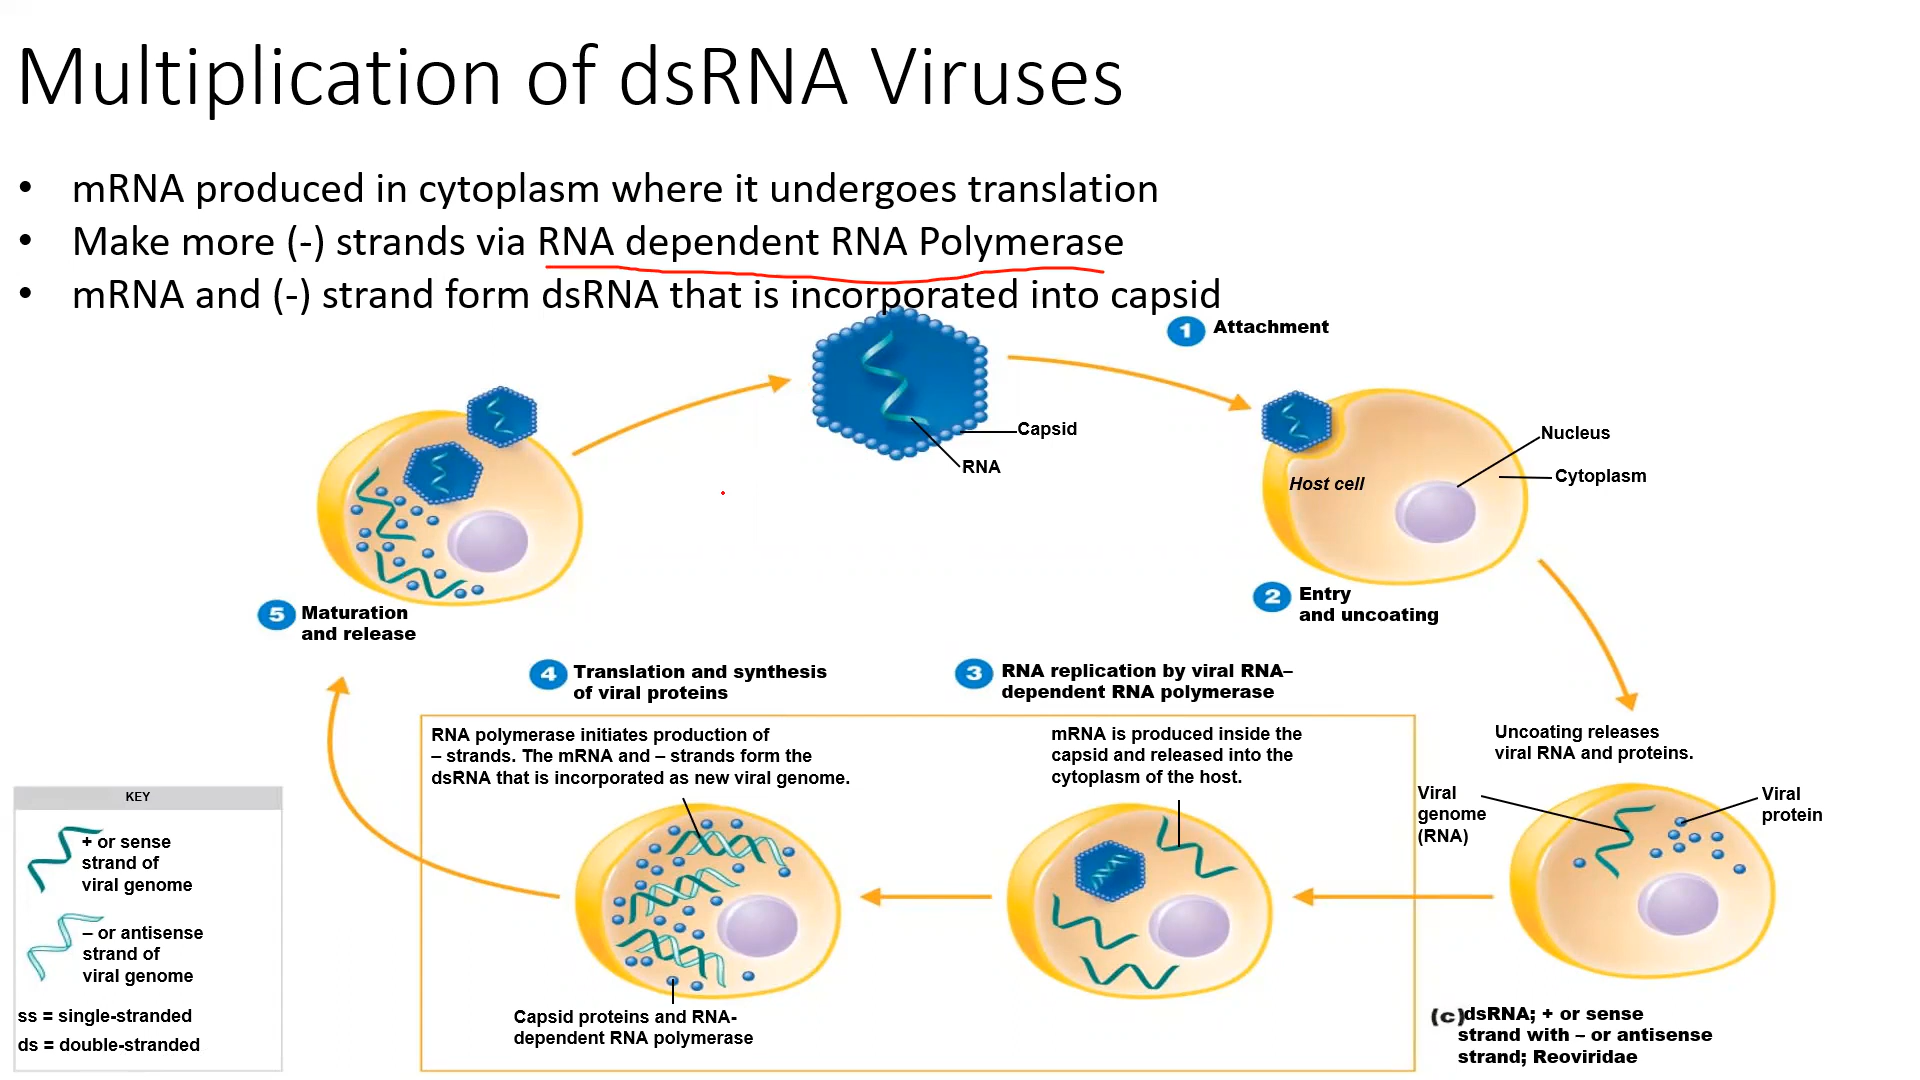 Multiplication of dsRNA Viruses
• mRNA produced in cytoplasm where it undergoes translation
• Make more (-) strands via RNA dependent RNA Polymerase
• mRNA and (-) strand form dsRNA that is incorporated into capsid
1 Attachment
Capsid
RNA
Host cell
Nucleus
Cytoplasm
2 Entry
and uncoating
Uncoating releases
viral RNA and proteins.
Viral
genome
(RNA)
Viral
protein
(c) dsRNA; + or sense
strand with – or antisense
strand; Reoviridae
3 RNA replication by viral RNA–
dependent RNA polymerase
mRNA is produced inside the
capsid and released into the
cytoplasm of the host.
4 Translation and synthesis
of viral proteins
RNA polymerase initiates production of
– strands. The mRNA and – strands form the
dsRNA that is incorporated as new viral genome.
Capsid proteins and RNA-
dependent RNA polymerase
5 Maturation
and release
KEY
+ or sense
strand of
viral genome
– or antisense
strand of
viral genome
ss = single-stranded
ds = double-stranded